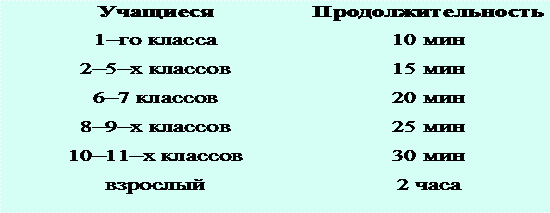 Учащиеся Продолжительность
1–го класса 10 мин
2–5–х классов 15 мин
6–7 классов 20 мин
8–9–х классов 25 мин
10–11–х классов 30 мин
взрослый 2 часа